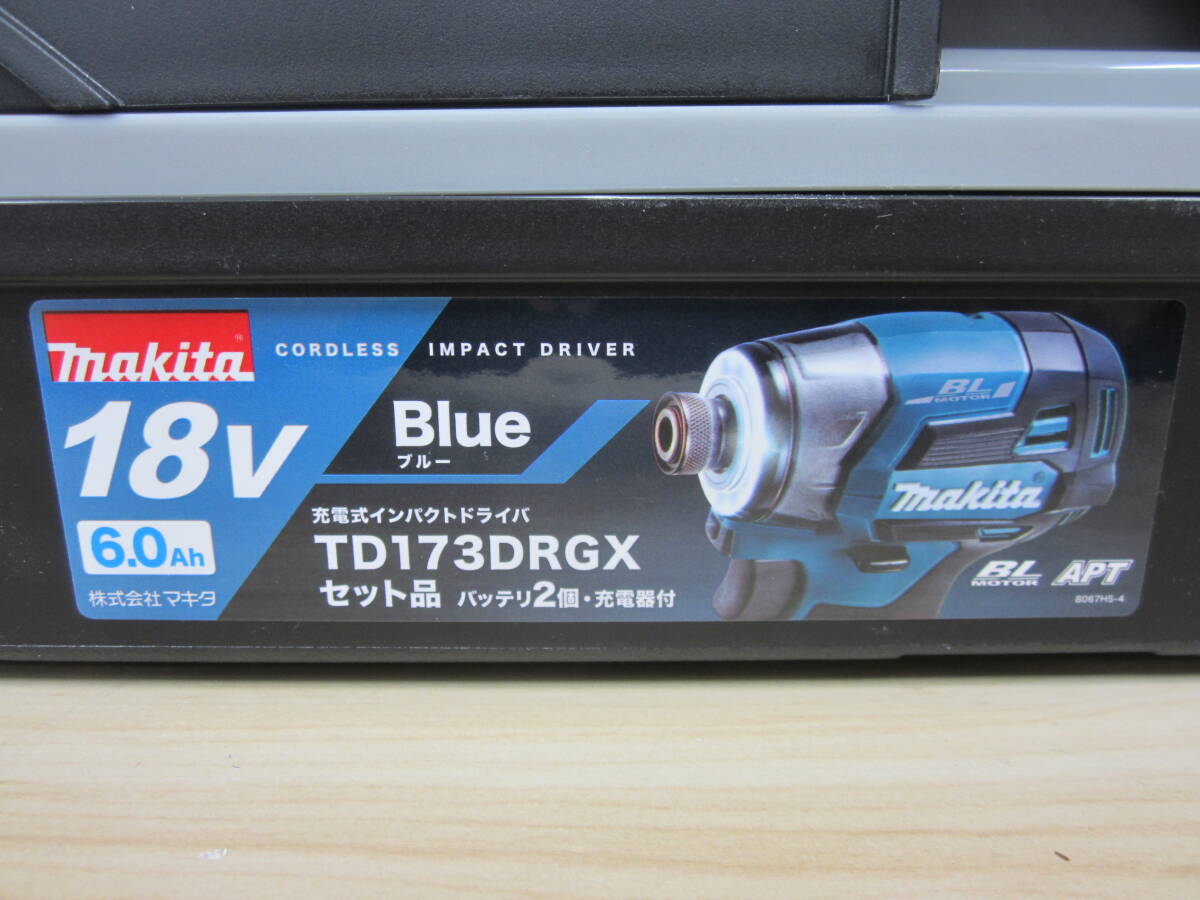 makita®
CORDLESS IMPACT DRIVER
18V
Blue
ブルー
6.0Ah
充電式インパクトドライバ
TD173DRGX
セット品 バッテリ2個・充電器付
株式会社マキタ
BL
MOTOR
makita
BL
MOTOR
APT
8067H5-4